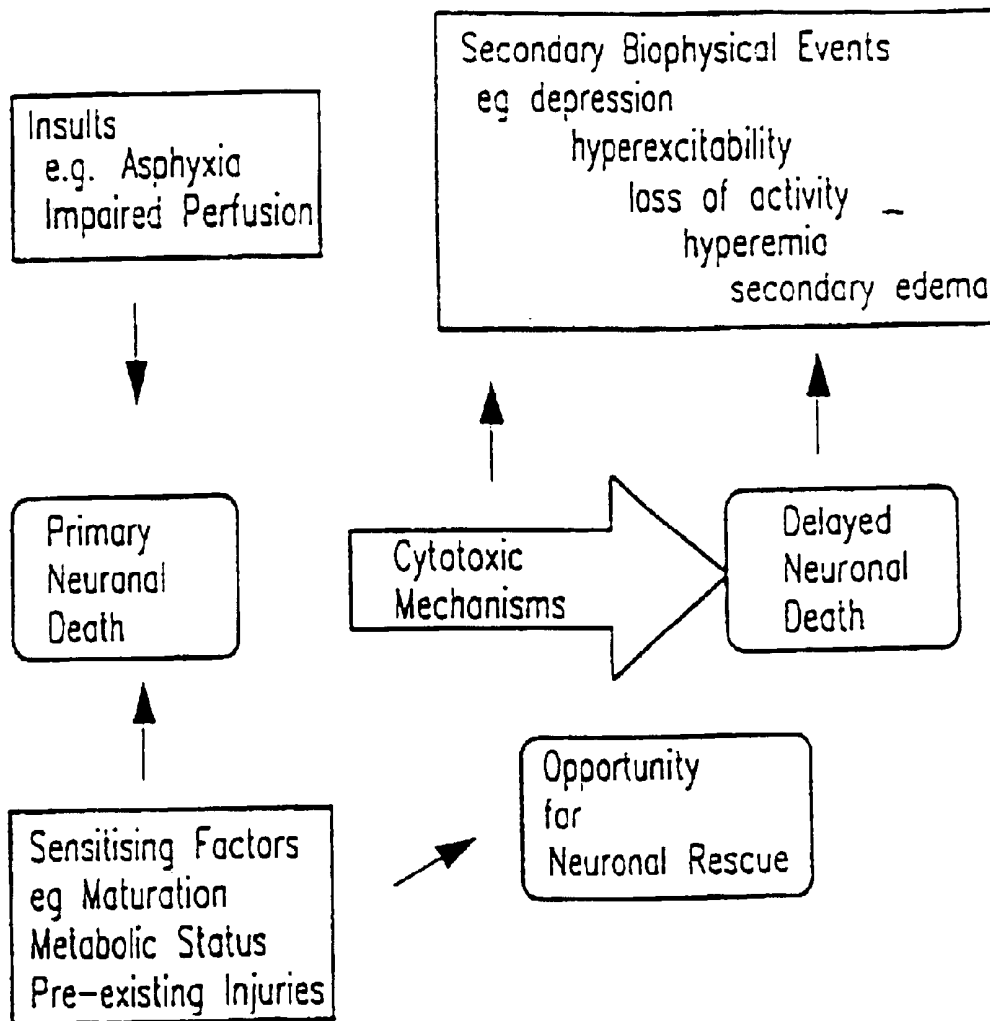 Insults
e.g. Asphyxia
Impaired Perfusion
Secondary Biophysical Events
eg depression
hyperexcitability
loss of activity
hyperemia
secondary edema
Primary
Neuronal
Death
Cytotoxic
Mechanisms
Delayed
Neuronal
Death
Sensitising Factors
eg Maturation
Metabolic Status
Pre-existing Injuries
Opportunity
for
Neuronal Rescue